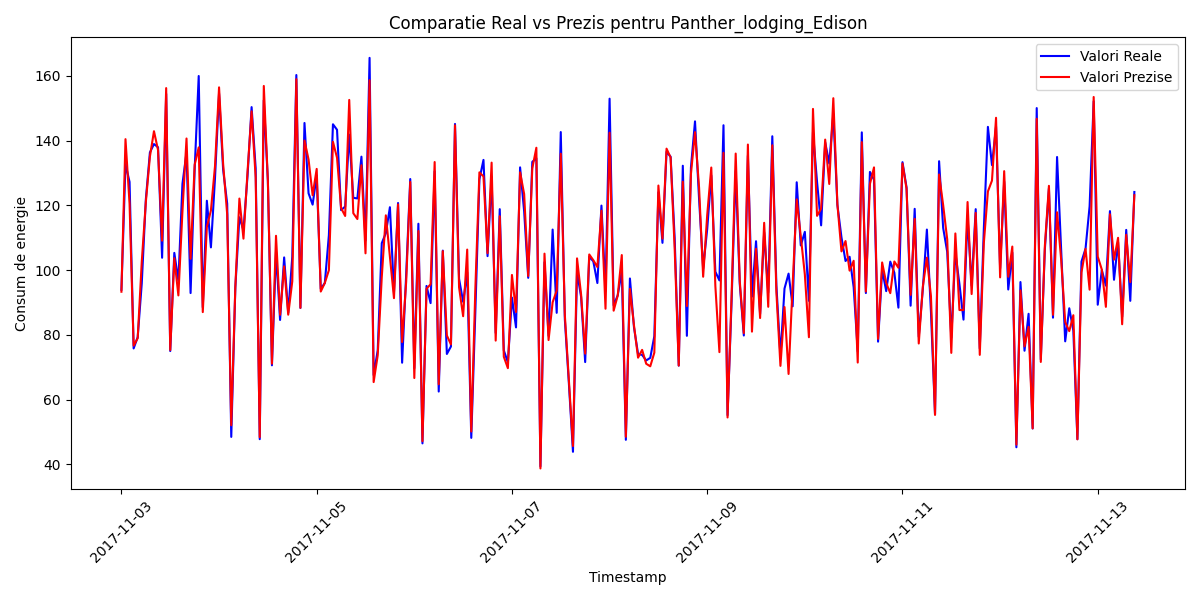 Comparatie Real vs Prezis pentru Panther_lodging_Edison
Valori Reale
Valori Prezise
Consum de energie
160
140
120
100
80
60
40
2017-11-03
2017-11-05
2017-11-07
2017-11-09
2017-11-11
2017-11-13
Timestamp